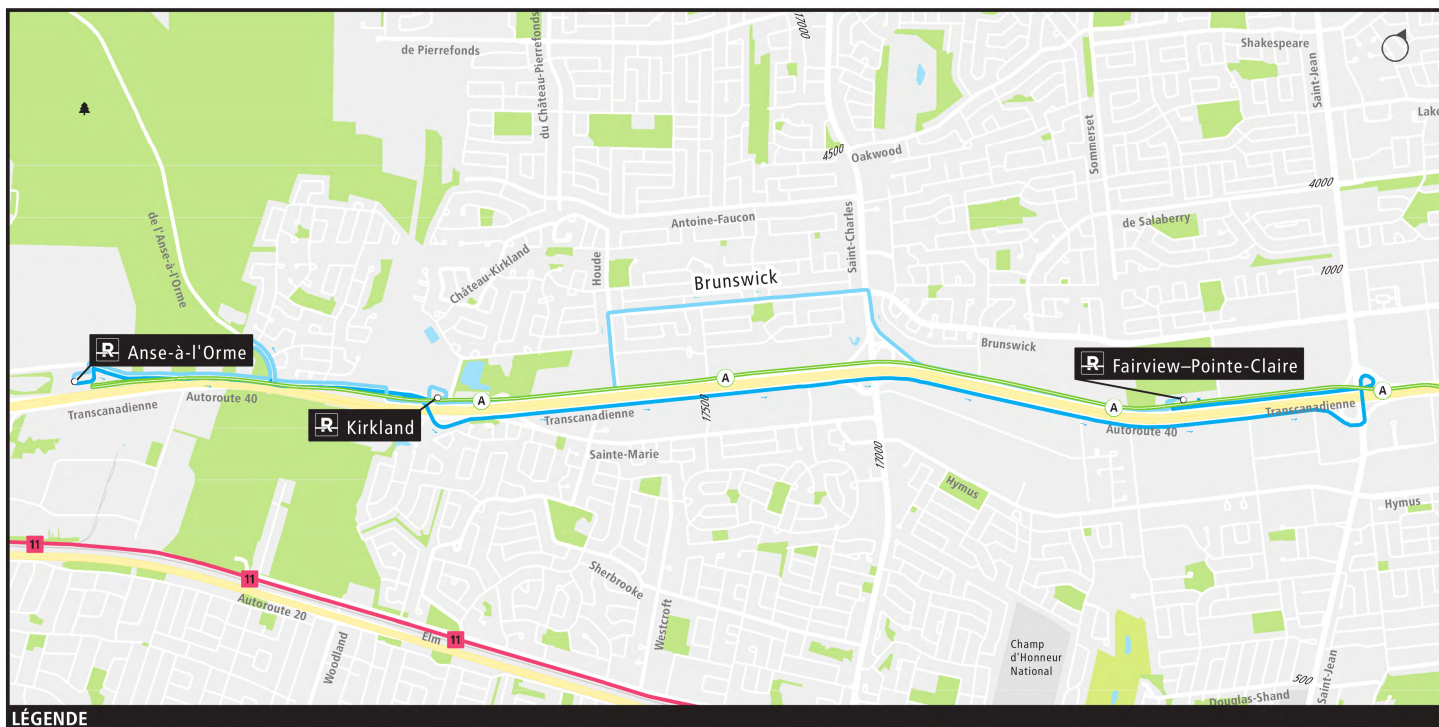 17000
de Pierrefonds
du Château-Pierrefonds
Shakespeare
Saint-Jean
Lake
4500
Oakwood
Sommerset
4000
de l'Anse-à-l'Orme
Antoine-Faucon
Saint-Charles
de Salaberry
Château-Kirkland
Houde
Brunswick
1000
R Anse-à-l'Orme
Brunswick
R Fairview–Pointe-Claire
A
A
A
A
Transcanadienne
Autoroute 40
R Kirkland
Transcanadienne
17500
Transcanadienne
Autoroute 40
Sainte-Marie
17000
Hymus
Hymus
11
11
Autoroute 20
Sherbrooke
Woodland
Elm
11
Westcroft
Champ
d'Honneur
National
500
Saint-Jean
Douglas-Shand
LÉGENDE